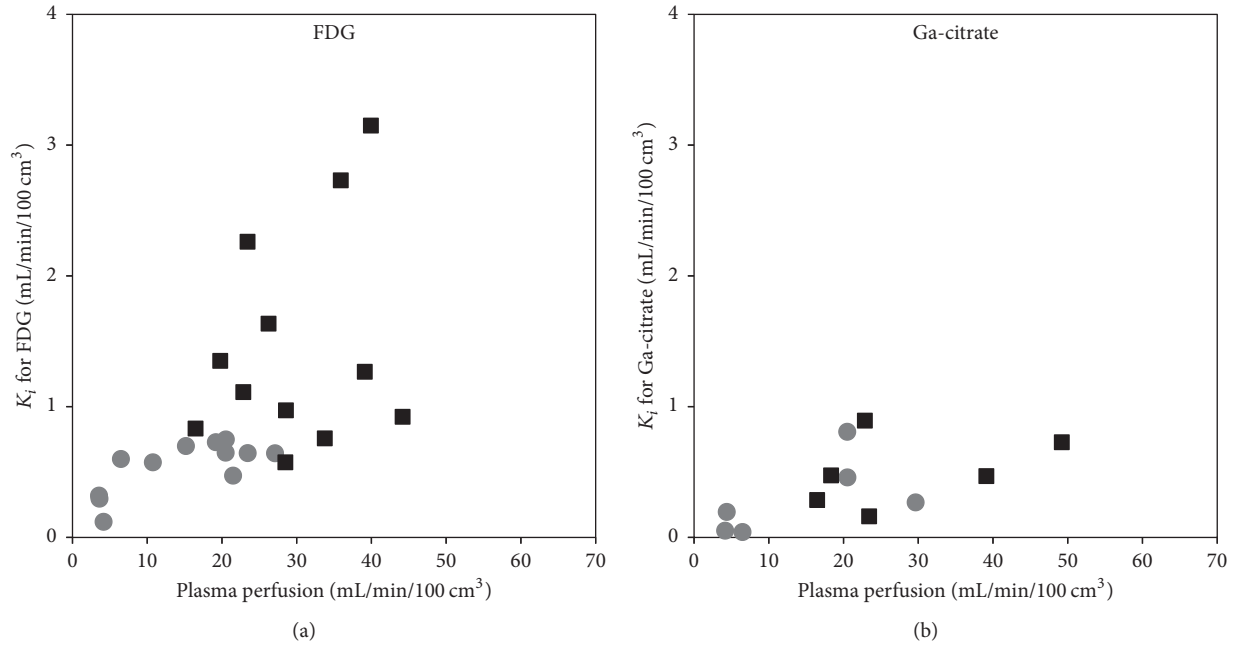 4
3
2
1
0
0 10 20 30 40 50 60 70
FDG
K_i for FDG (mL/min/100 cm³)
Plasma perfusion (mL/min/100 cm³)
(a)
4
3
2
1
0
0 10 20 30 40 50 60 70
Ga-citrate
K_i for Ga-citrate (mL/min/100 cm³)
Plasma perfusion (mL/min/100 cm³)
(b)